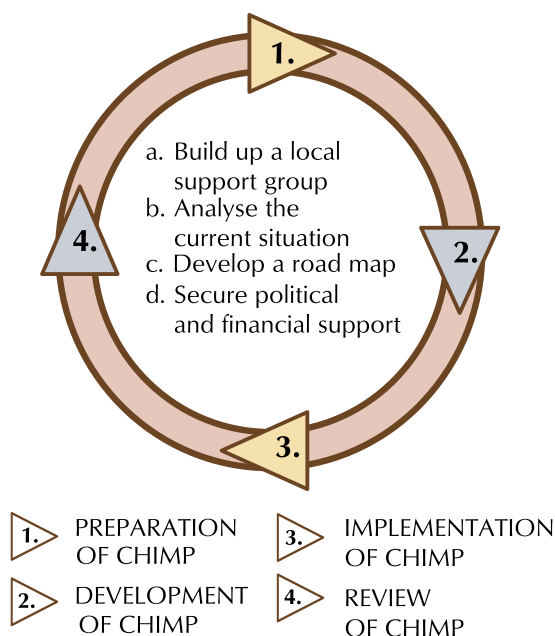 1.
a. Build up a local
support group
b. Analyse the
current situation
c. Develop a road map
d. Secure political
and financial support
4.
2.
3.
1. PREPARATION
OF CHIMP
2. DEVELOPMENT
OF CHIMP
3. IMPLEMENTATION
OF CHIMP
4. REVIEW
OF CHIMP